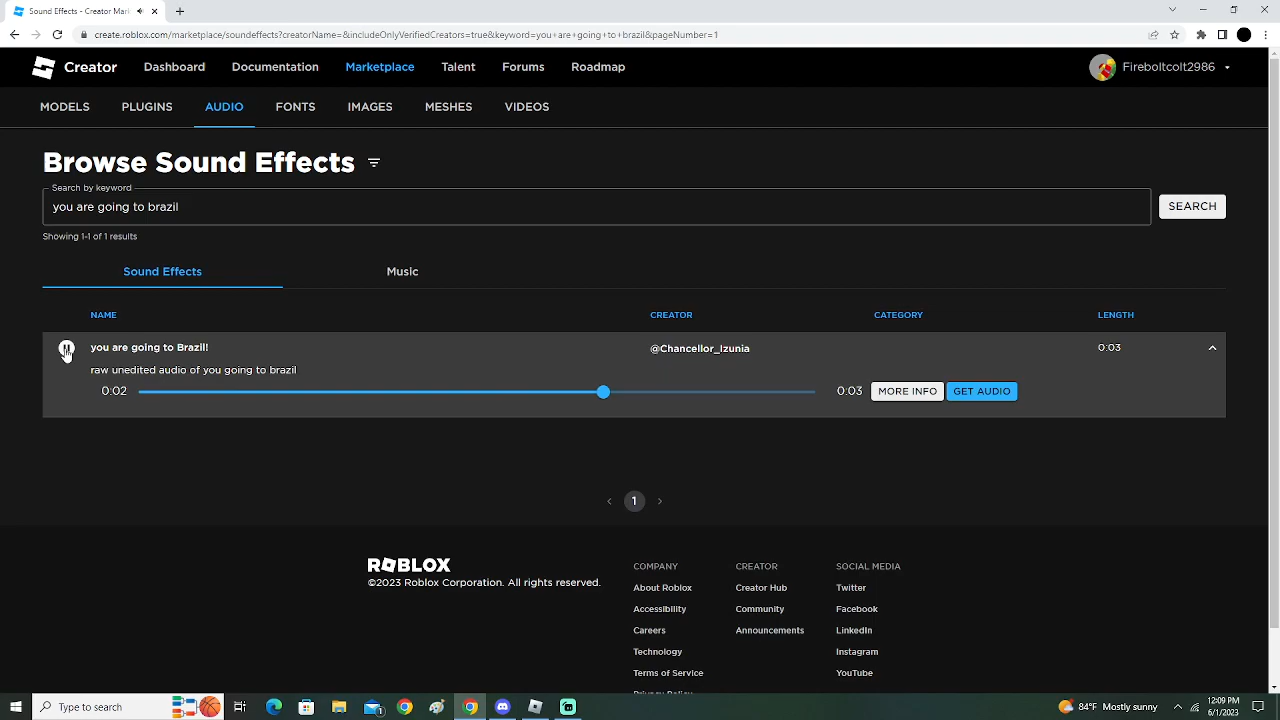 Sound Effects - Creator Mar
create.roblox.com/marketplace/soundeffects?creatorName=&includeOnlyVerifiedCreators=true&keyword=you+are+going+to+brazil&pageNumber=1
Creator Dashboard Documentation Marketplace Talent Forums Roadmap Fireboltcolt2986
MODELS PLUGINS AUDIO FONTS IMAGES MESHES VIDEOS
Browse Sound Effects
Search by keyword
you are going to brazil SEARCH
Showing 1-1 of 1 results
Sound Effects Music
NAME CREATOR CATEGORY LENGTH
you are going to Brazil! @Chancellor_Izunia 0:03
raw unedited audio of you going to brazil
0:02 0:03 MORE INFO GET AUDIO
1
ROBLOX
©2023 Roblox Corporation. All rights reserved.
COMPANY CREATOR SOCIAL MEDIA
About Roblox Creator Hub Twitter
Accessibility Community Facebook
Careers Announcements LinkedIn
Technology Instagram
Terms of Service YouTube
Privacy Policy
Type here to search 84°F Mostly sunny 12:09 PM
6/1/2023